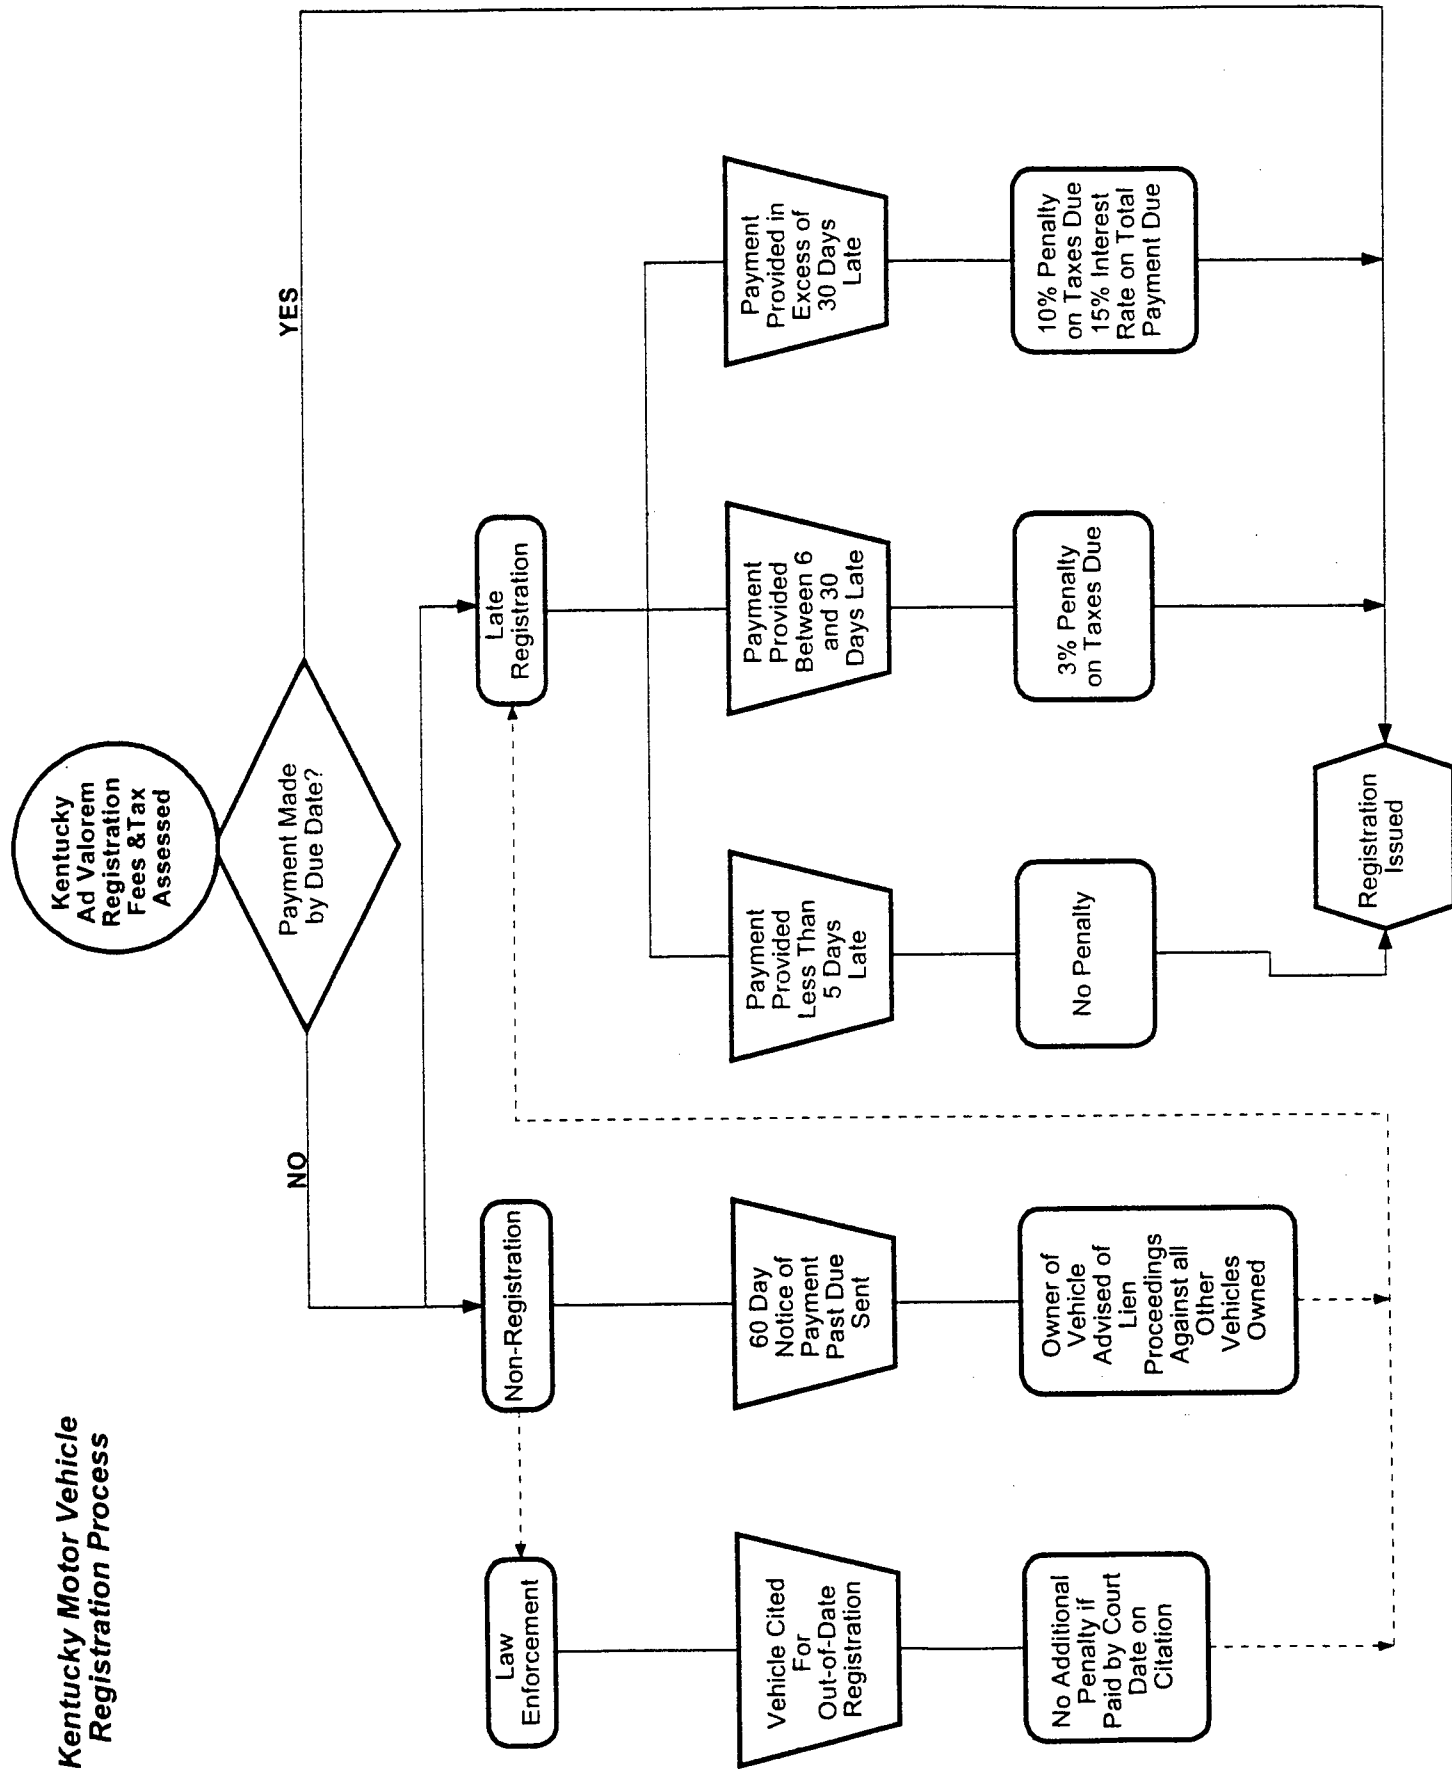 Kentucky Motor Vehicle
Registration Process
Kentucky
Ad Valorem
Registration
Fees &Tax
Assessed
Payment Made
by Due Date?
NO
YES
Law
Enforcement
Non-Registration
Late
Registration
Vehicle Cited
For
Out-of-Date
Registration
60 Day
Notice of
Payment
Past Due
Sent
Payment
Provided
Less Than
5 Days
Late
Payment
Provided
Between 6
and 30
Days Late
Payment
Provided in
Excess of
30 Days
Late
No Additional
Penalty if
Paid by Court
Date on
Citation
Owner of
Vehicle
Advised of
Lien
Proceedings
Against all
Other
Vehicles
Owned
No Penalty
3% Penalty
on Taxes Due
10% Penalty
on Taxes Due
15% Interest
Rate on Total
Payment Due
Registration
Issued